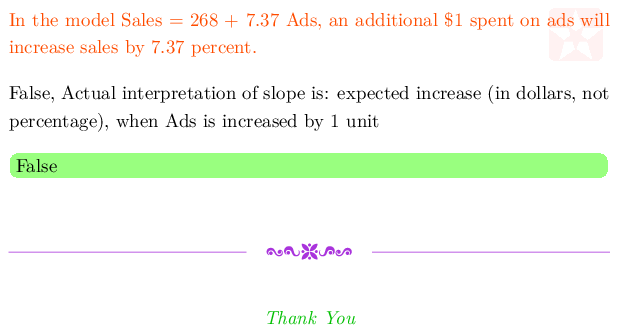 In the model Sales = 268 + 7.37 Ads, an additional $1 spent on ads will
increase sales by 7.37 percent.
False, Actual interpretation of slope is: expected increase (in dollars, not
percentage), when Ads is increased by 1 unit
False
Thank You